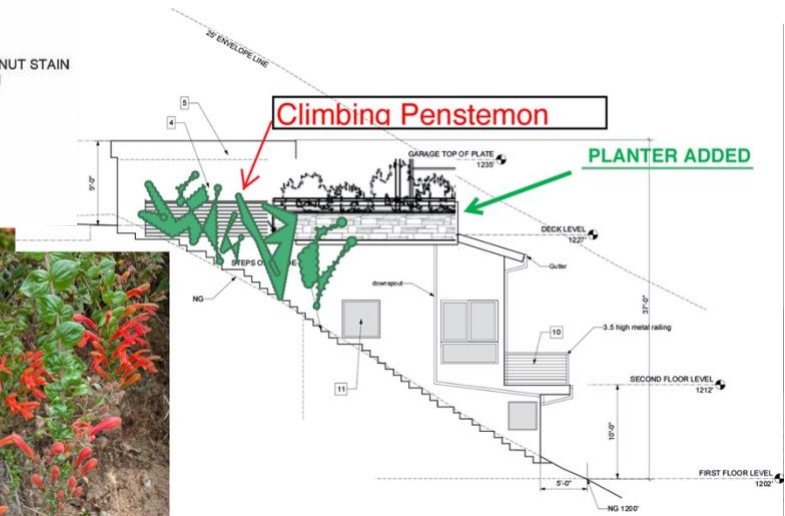 NUT STAIN
25' ENVELOPE LINE
5
4
Climbing Penstemon
GARAGE TOP OF PLATE
1235'
PLANTER ADDED
9'-0"
DECK LEVEL
1227'
STEPS
Gutter
NG
downspout
37'-0"
10
3.5 high metal railing
11
SECOND FLOOR LEVEL
1212'
10'-0"
FIRST FLOOR LEVEL
1202'
5'-0"
NG 1200'